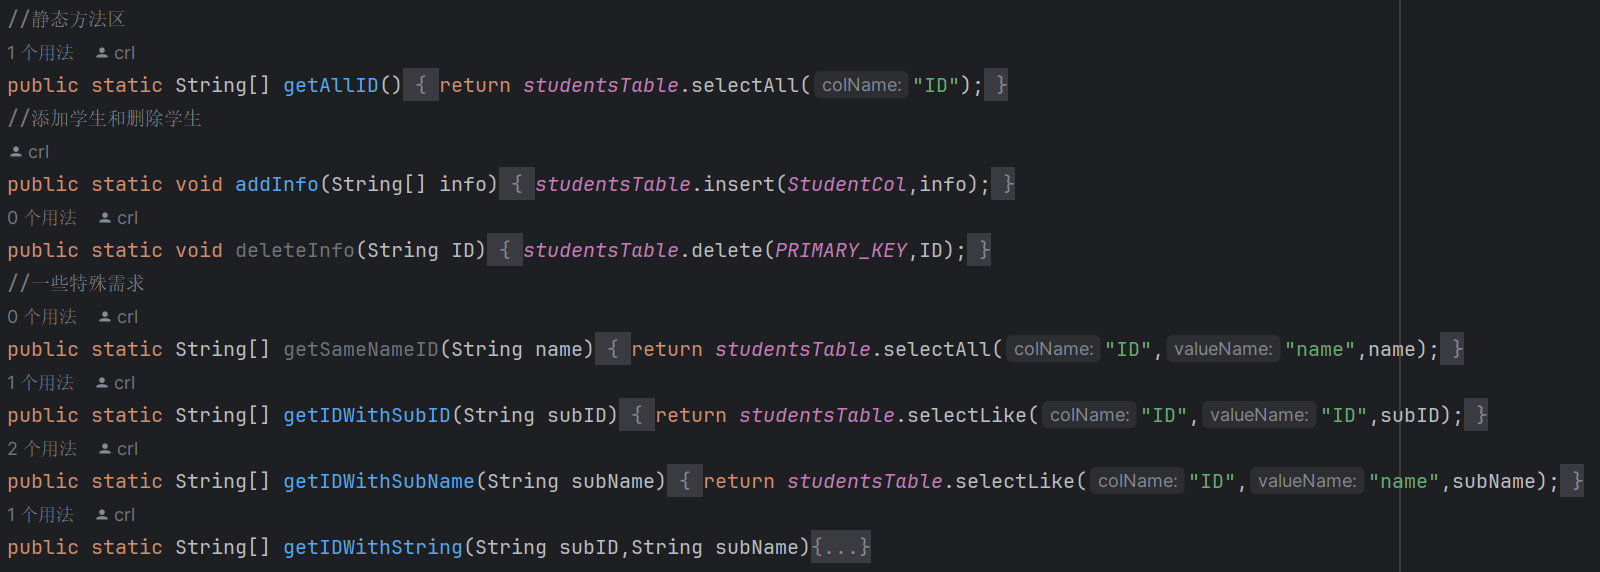 //静态方法区
1 个用法 crl
public static String[] getAllID() { return studentsTable.selectAll( colName: "ID"); }
//添加学生和删除学生
crl
public static void addInfo(String[] info) { studentsTable.insert(StudentCol,info); }
0 个用法 crl
public static void deleteInfo(String ID) { studentsTable.delete(PRIMARY_KEY,ID); }
//一些特殊需求
0 个用法 crl
public static String[] getSameNameID(String name) { return studentsTable.selectAll( colName: "ID", valueName: "name",name); }
1 个用法 crl
public static String[] getIDWithSubID(String subID) { return studentsTable.selectLike( colName: "ID", valueName: "ID",subID); }
2 个用法 crl
public static String[] getIDWithSubName(String subName) { return studentsTable.selectLike( colName: "ID", valueName: "name",subName); }
1 个用法 crl
public static String[] getIDWithString(String subID,String subName){...}